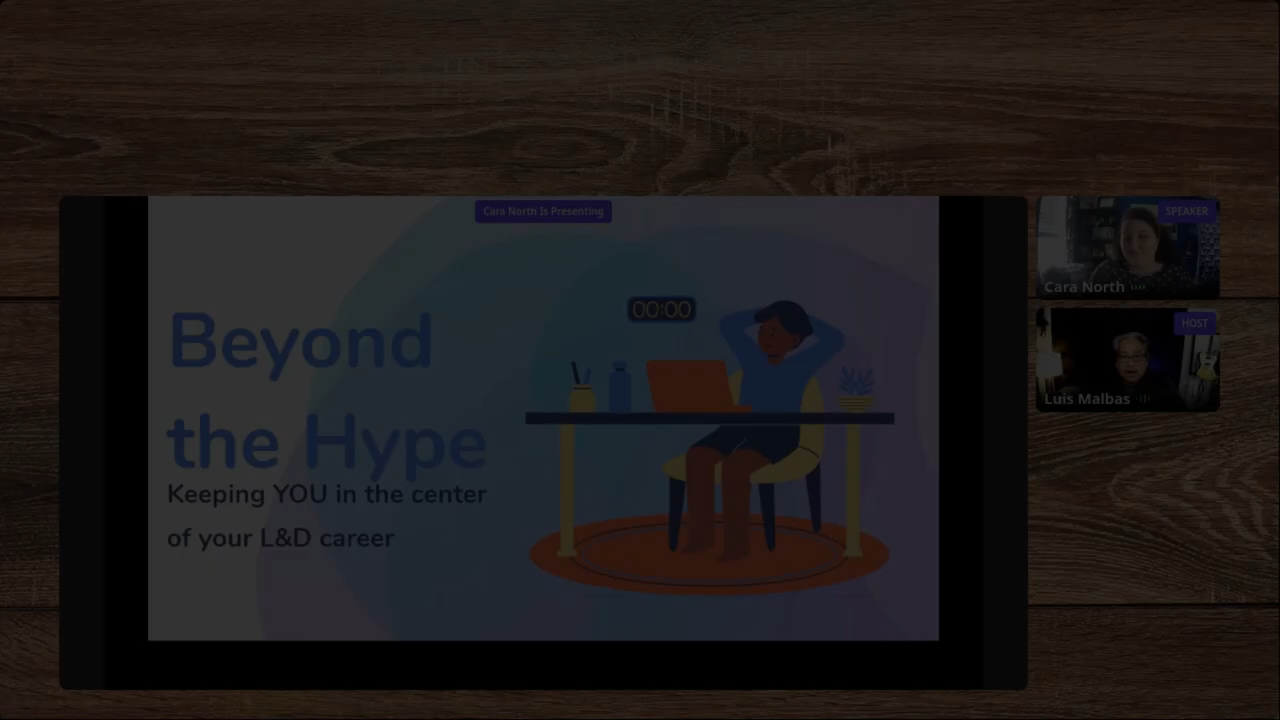 Cara North Is Presenting
SPEAKER
Cara North
HOST
Luis Malbas
00:00
Beyond
the Hype
Keeping YOU in the center
of your L&D career